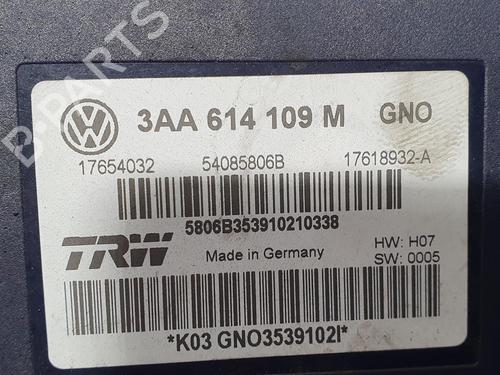 B-PARTS
3AA 614 109 M GNO
17654032 54085806B 17618932-A
5806B353910210338
TRW Made in Germany HW: H07
SW: 0005
*K03 GNO3539102I*